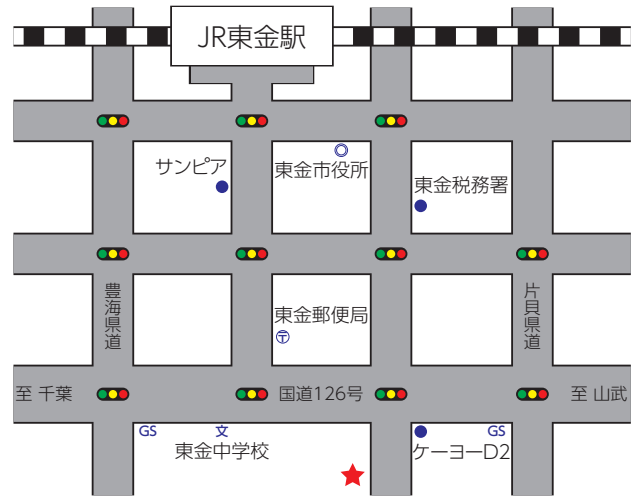 JR東金駅
サンピア
東金市役所
東金税務署
豊海県道
片貝県道
東金郵便局
〒
至 千葉
国道126号
至 山武
GS
文
GS
東金中学校
ケーヨーD2